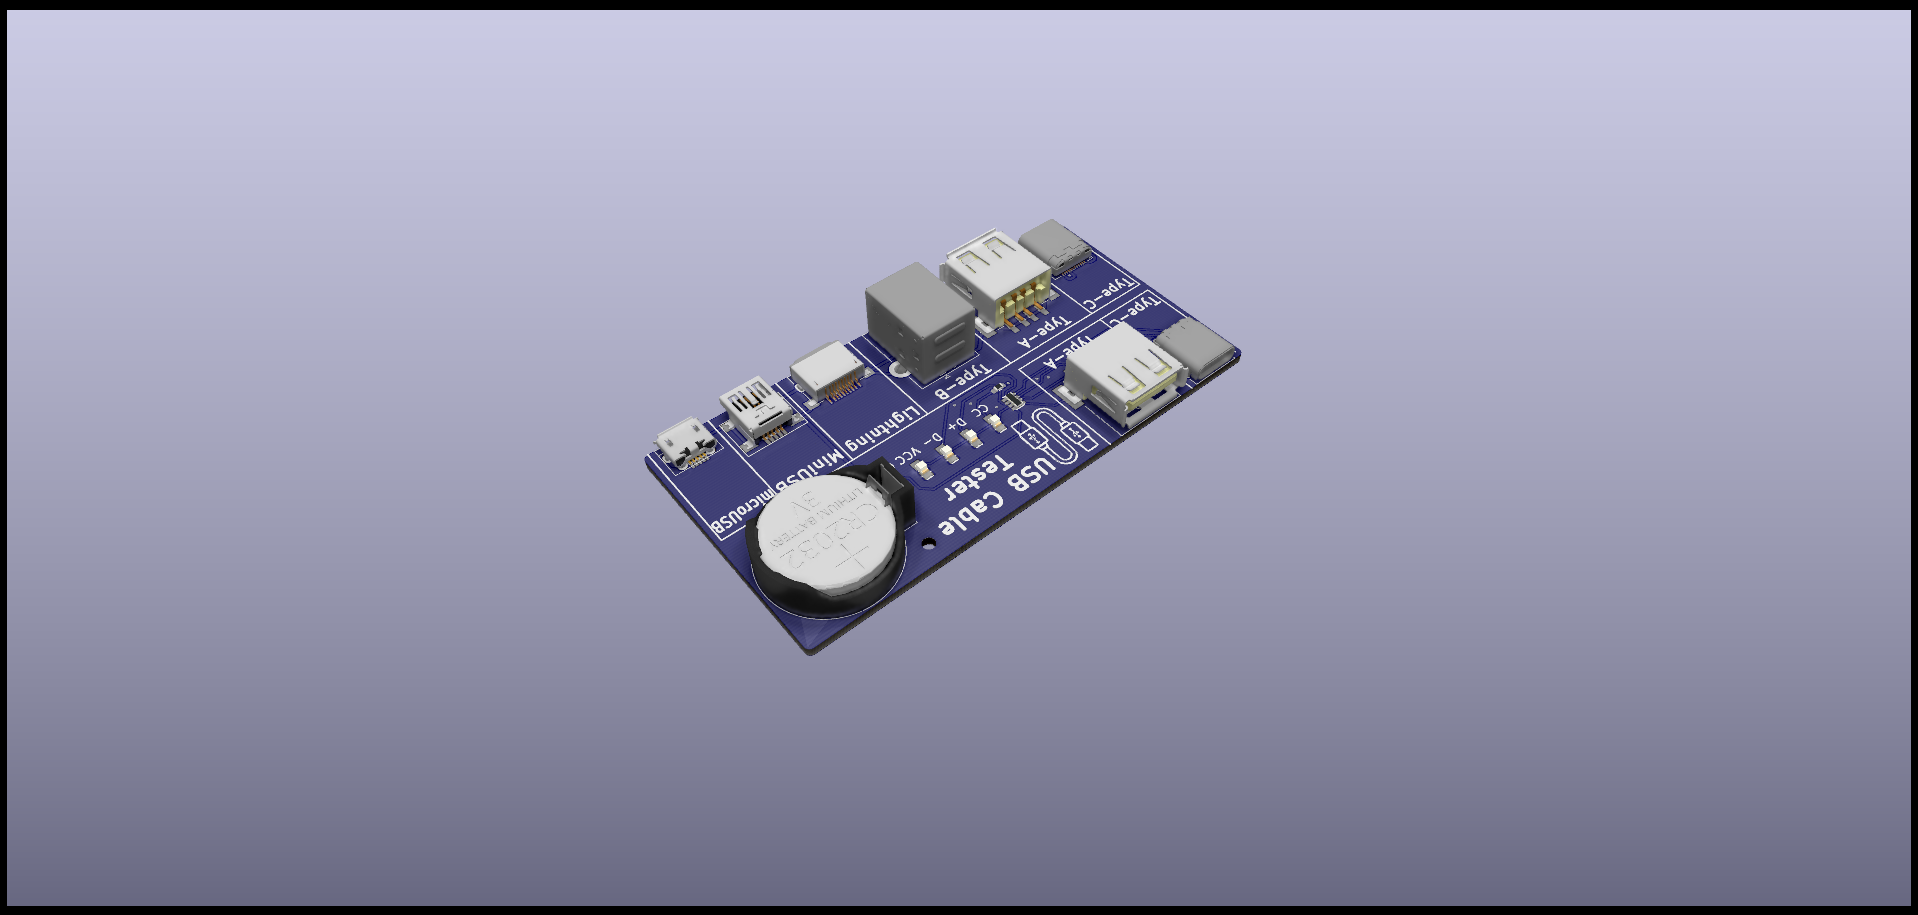 Type-C
Type-A
Type-B
Lightning
MiniUSB
microUSB
Type-C
Type-A
CC
D+
D-
VCC
USB Cable
Tester
CR2032
LITHIUM BATTERY
3V
+